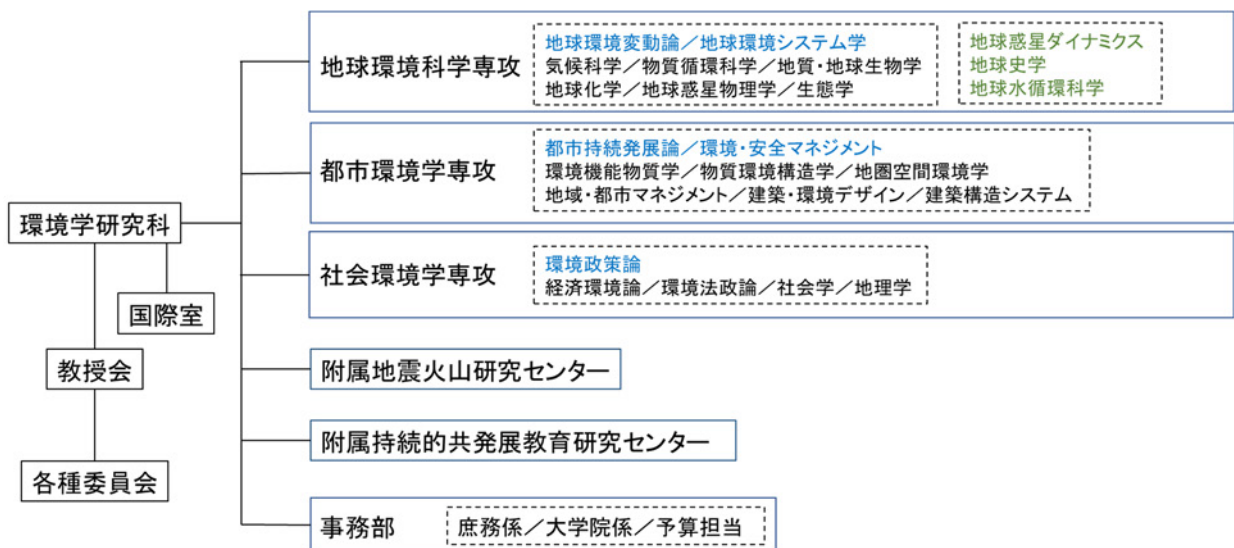 環境学研究科
国際室
教授会
各種委員会
地球環境科学専攻
地球環境変動論／地球環境システム学
気候科学／物質循環科学／地質・地球生物学
地球化学／地球惑星物理学／生態学
地球惑星ダイナミクス
地球史学
地球水循環科学
都市環境学専攻
都市持続発展論／環境・安全マネジメント
環境機能物質学／物質環境構造学／地圏空間環境学
地域・都市マネジメント／建築・環境デザイン／建築構造システム
社会環境学専攻
環境政策論
経済環境論／環境法政論／社会学／地理学
附属地震火山研究センター
附属持続的共発展教育研究センター
事務部
庶務係／大学院係／予算担当